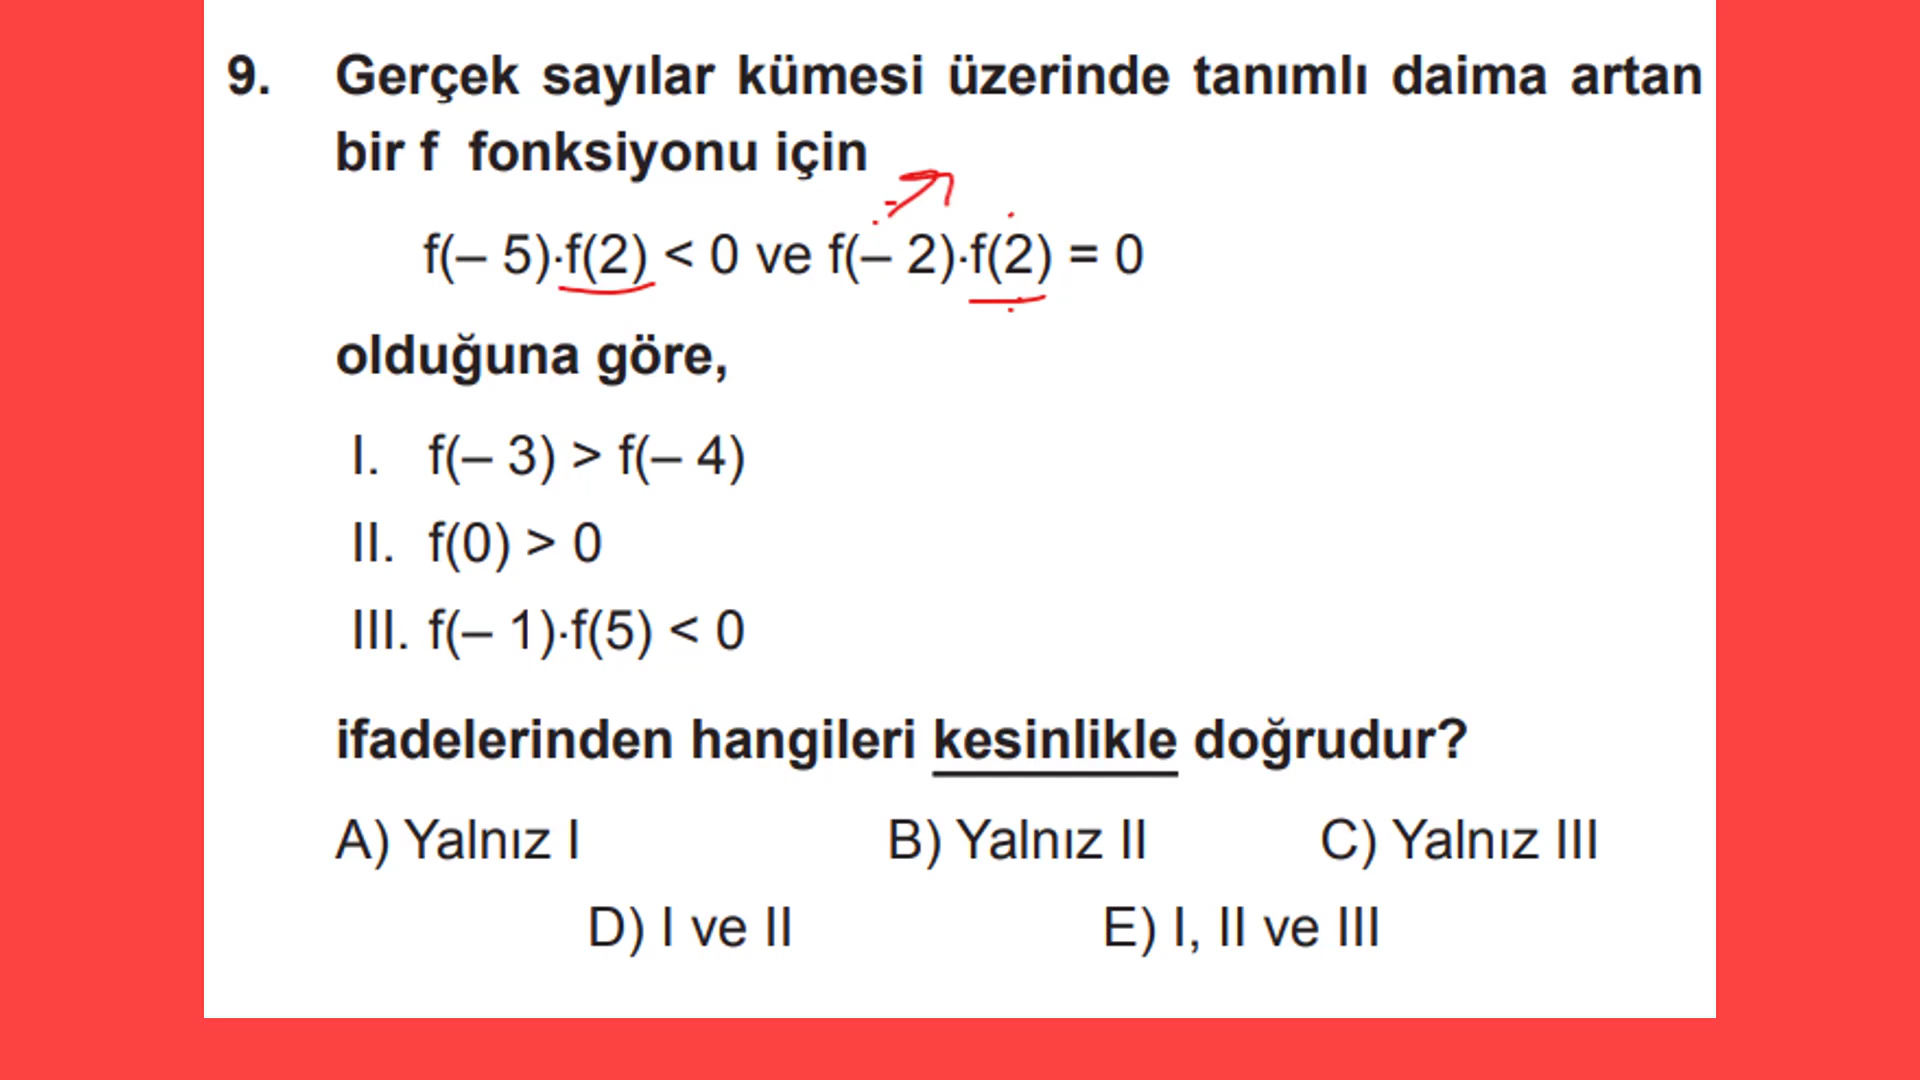 9. Gerçek sayılar kümesi üzerinde tanımlı daima artan
bir f fonksiyonu için
f(– 5)·f(2) < 0 ve f(– 2)·f(2) = 0
olduğuna göre,
I. f(– 3) > f(– 4)
II. f(0) > 0
III. f(– 1)·f(5) < 0
ifadelerinden hangileri kesinlikle doğrudur?
A) Yalnız I B) Yalnız II C) Yalnız III
D) I ve II E) I, II ve III